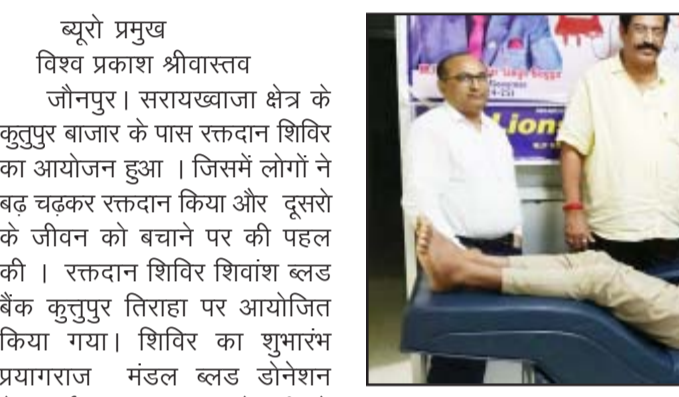 ब्यूरो प्रमुख
विश्व प्रकाश श्रीवास्तव
जौनपुर। सरायख्वाजा क्षेत्र के
कुतुपुर बाजार के पास रक्तदान शिविर
का आयोजन हुआ । जिसमें लोगों ने
बढ़ चढ़कर रक्तदान किया और दूसरो
के जीवन को बचाने पर की पहल
की । रक्तदान शिविर शिवांश ब्लड
बैंक कुत्तुपुर तिराहा पर आयोजित
किया गया। शिविर का शुभारंभ
प्रयागराज मंडल ब्लड डोनेशन
Lion